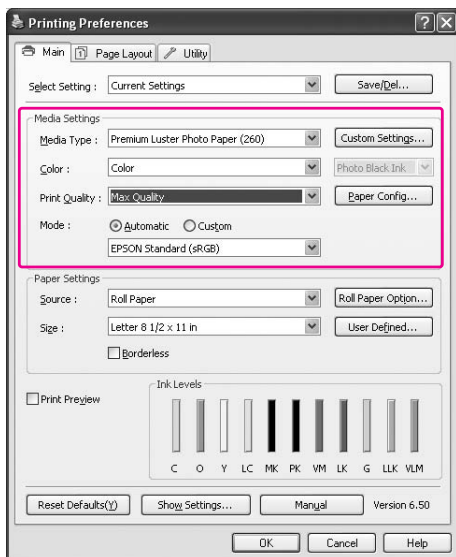 Printing Preferences
Main Page Layout Utility
Select Setting : Current Settings Save/Del...
Media Settings
Media Type : Premium Luster Photo Paper (260) Custom Settings...
Color : Color Photo Black Ink
Print Quality : Max Quality Paper Config...
Mode : Automatic Custom
EPSON Standard (sRGB)
Paper Settings
Source : Roll Paper Roll Paper Option...
Size : Letter 8 1/2 x 11 in User Defined...
Borderless
Print Preview Ink Levels
C O Y LC MK PK VM LK G LLK VLM
Reset Defaults(Y) Show Settings... Manual Version 6.50
OK Cancel Help